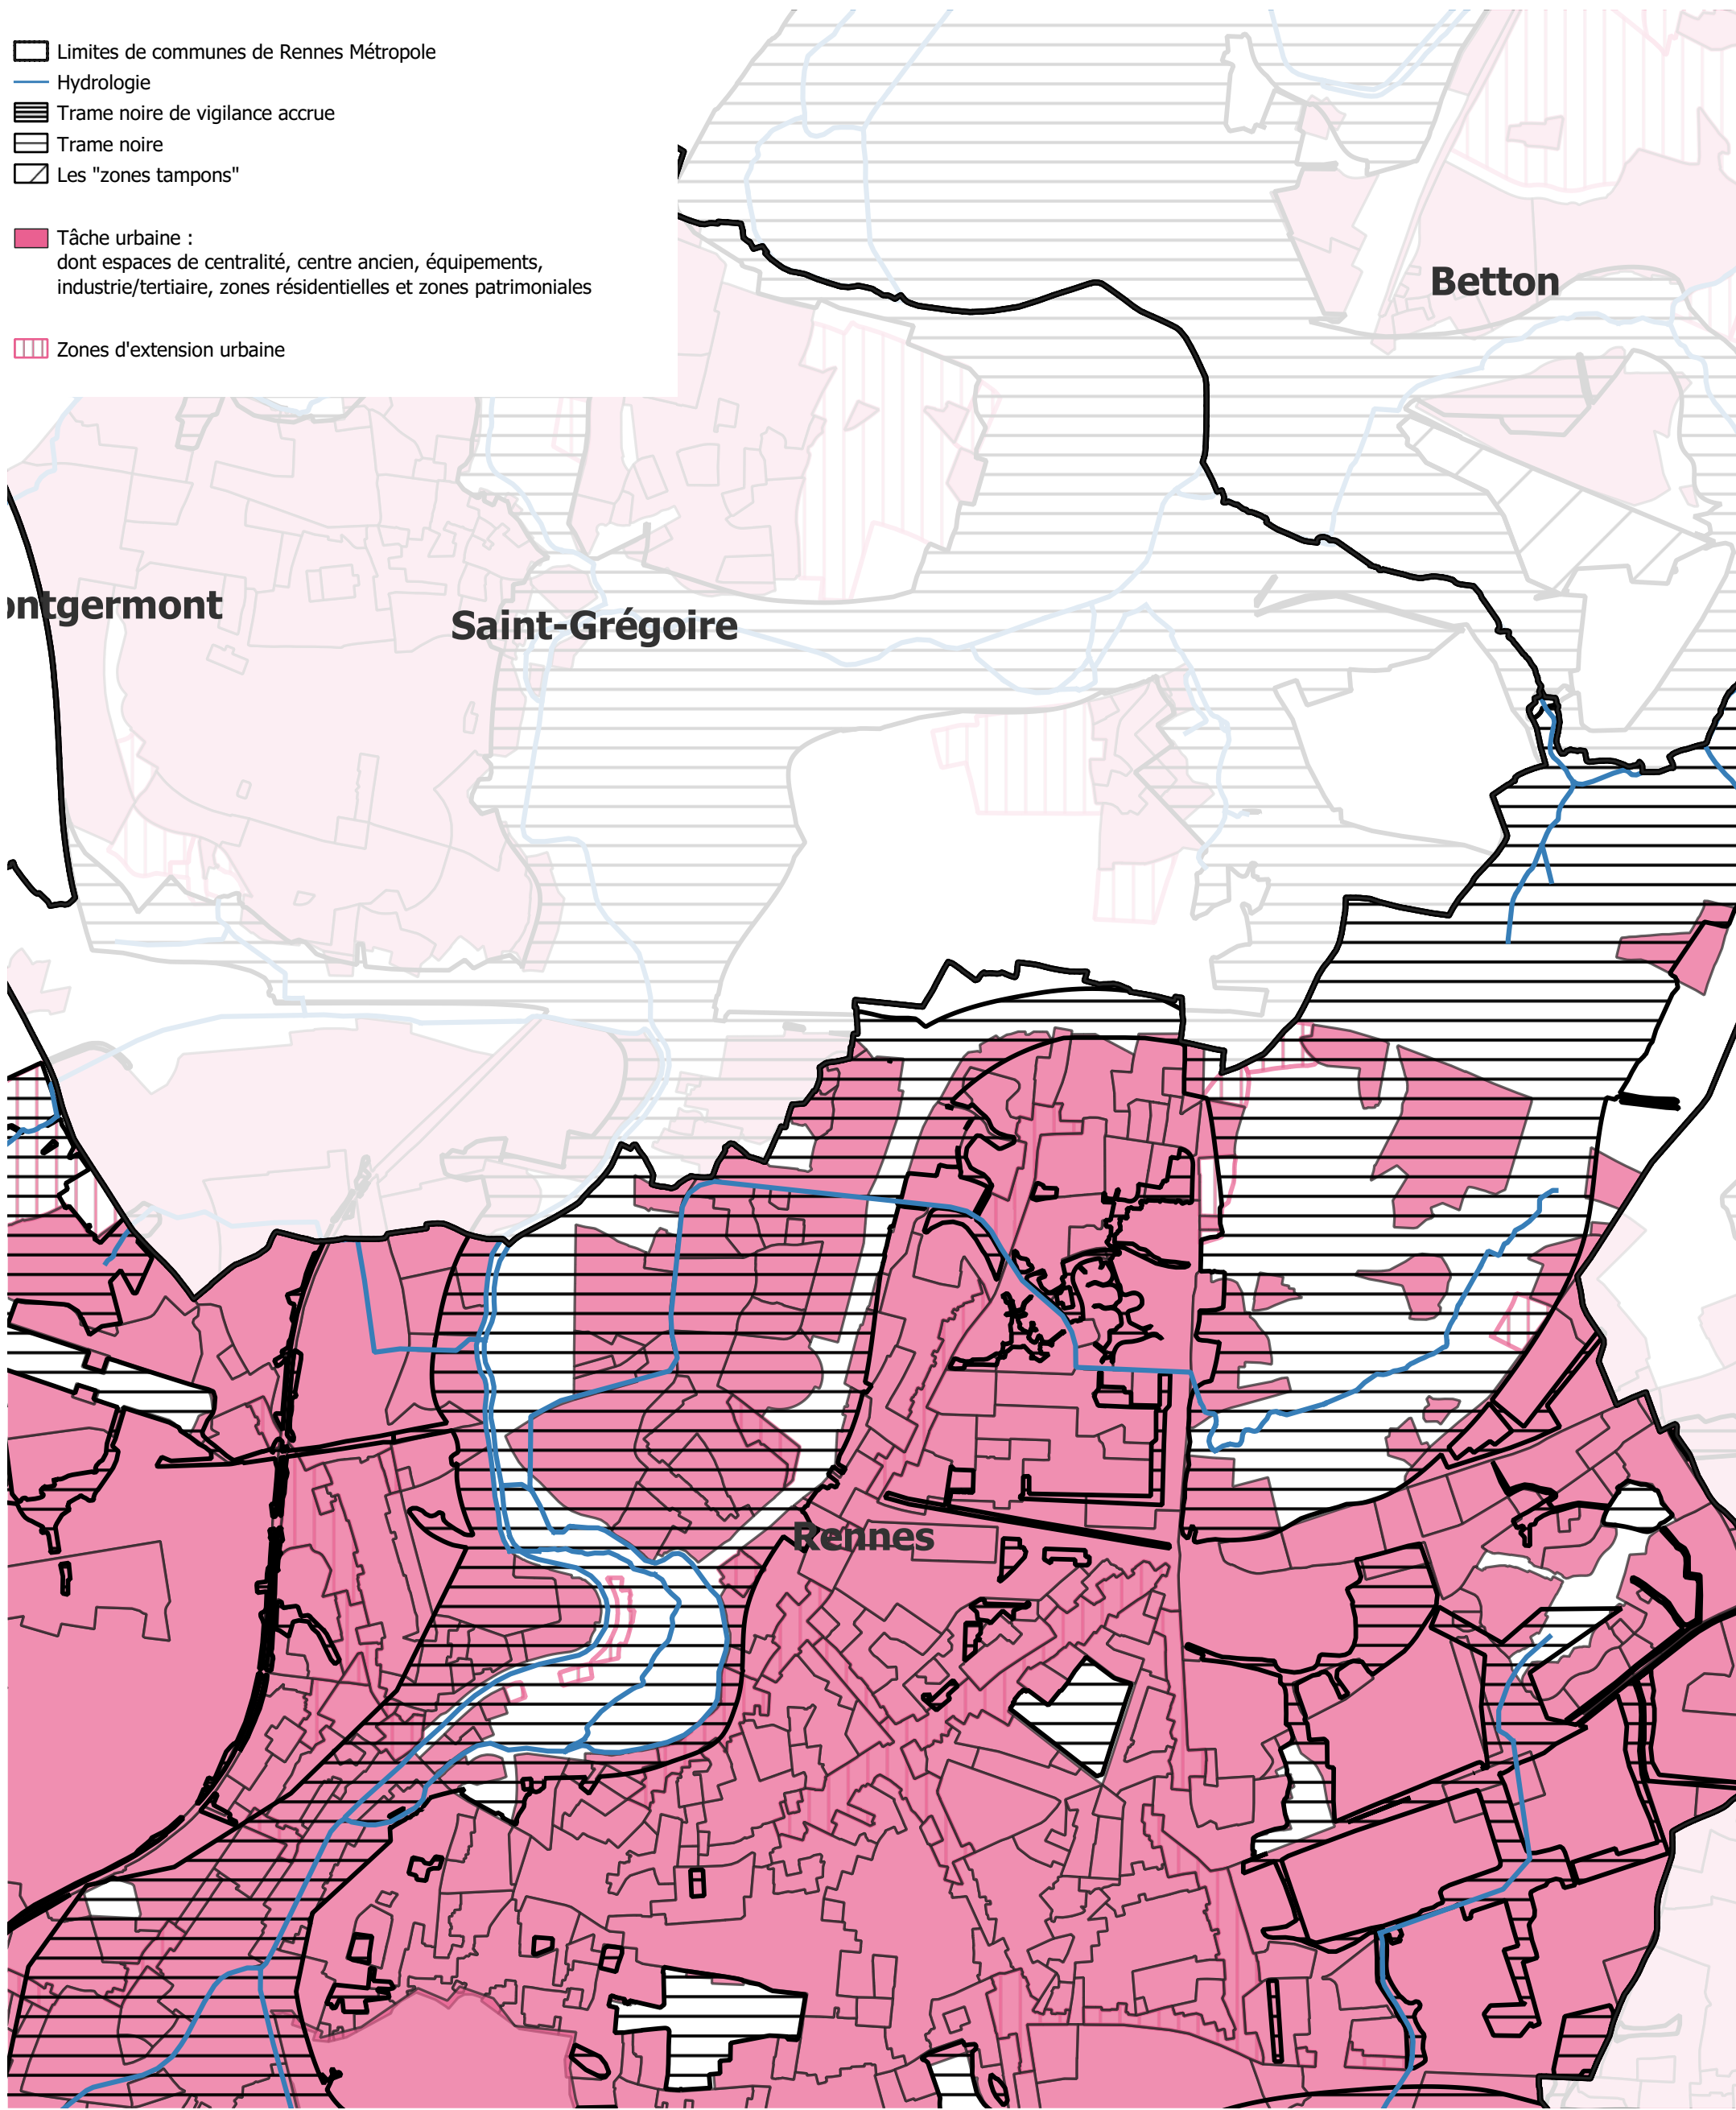 Limites de communes de Rennes Métropole
Hydrologie
Trame noire de vigilance accrue
Trame noire
Les "zones tampons"
Tâche urbaine :
dont espaces de centralité, centre ancien, équipements,
industrie/tertiaire, zones résidentielles et zones patrimoniales
Zones d'extension urbaine
Betton
ontgermont
Saint-Grégoire
Rennes